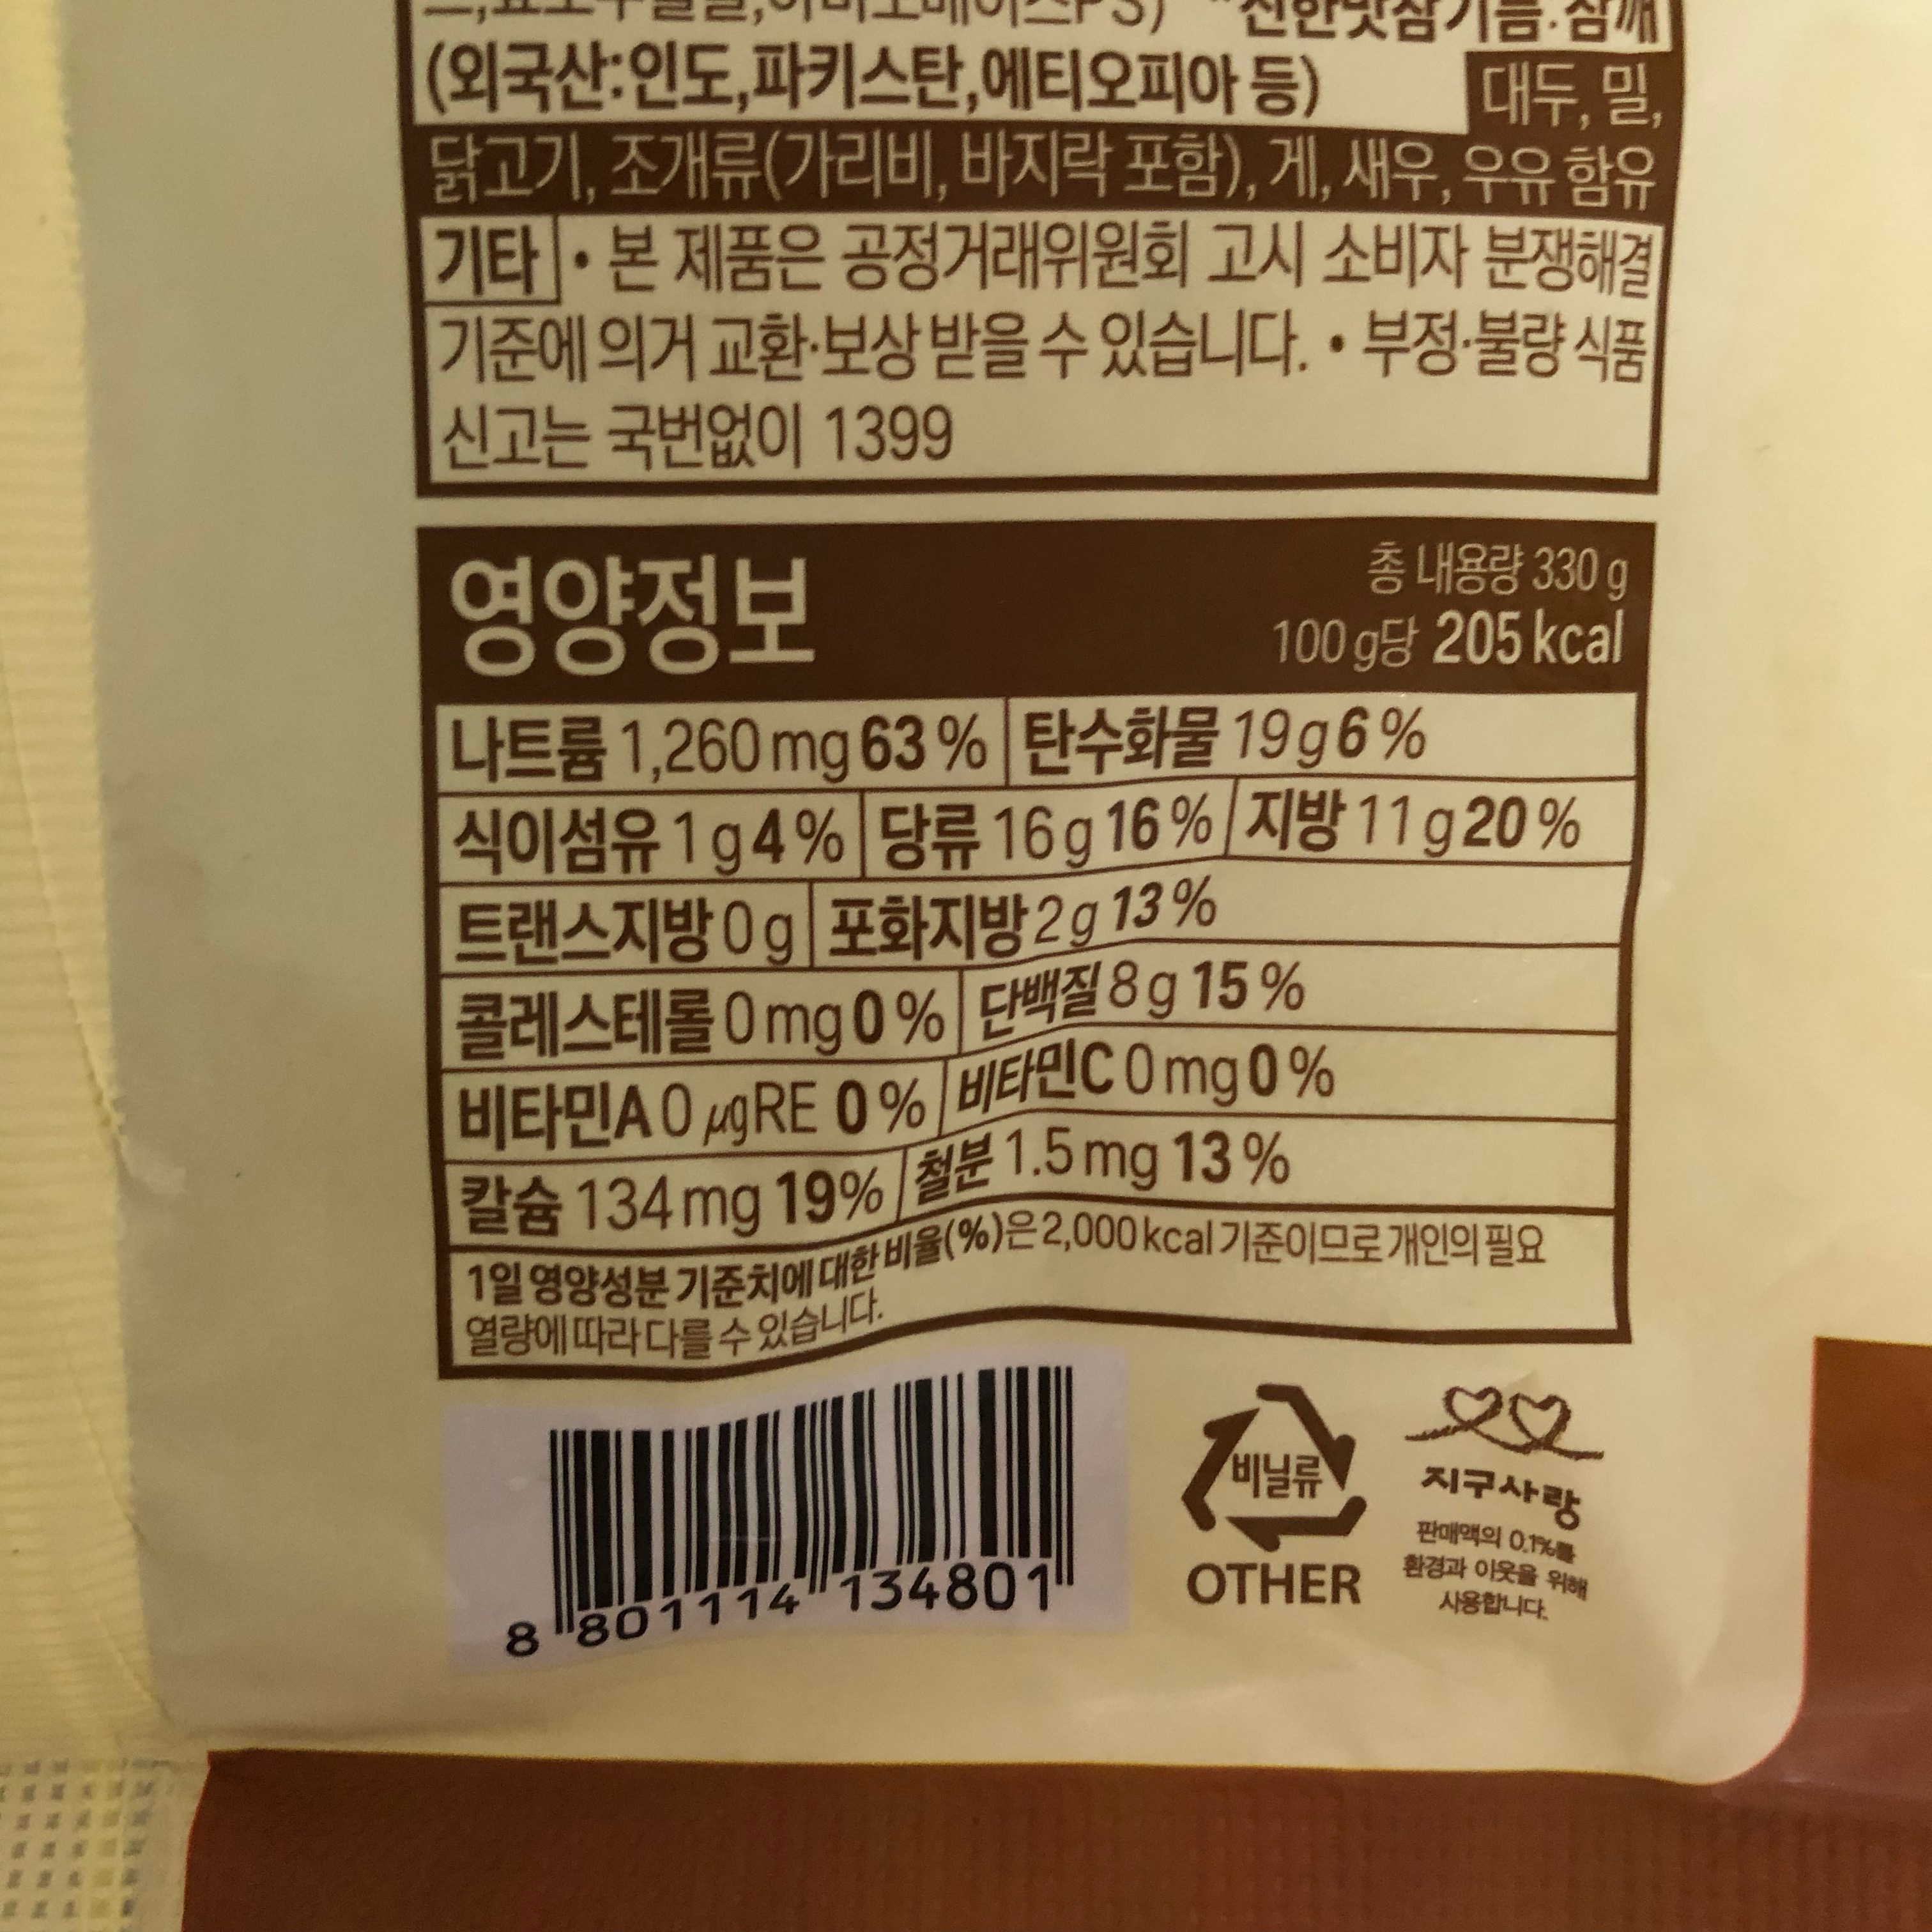 진한맛참기름.참깨
(외국산:인도,파키스탄,에티오피아 등)
대두, 밀,
닭고기, 조개류(가리비, 바지락 포함), 게, 새우, 우유 함유
기타 • 본 제품은 공정거래위원회 고시 소비자 분쟁해결
기준에 의거 교환·보상 받을 수 있습니다. • 부정·불량 식품
신고는 국번없이 1399
영양정보
총 내용량 330 g
100 g당 205 kcal
나트륨 1,260 mg 63 % 탄수화물 19 g 6 %
식이섬유 1 g 4 % 당류 16 g 16 % 지방 11 g 20 %
트랜스지방 0 g 포화지방 2 g 13 %
콜레스테롤 0 mg 0 % 단백질 8 g 15 %
비타민A 0 μgRE 0 % 비타민C 0 mg 0 %
칼슘 134 mg 19% 철분 1.5 mg 13 %
1일 영양성분 기준치에 대한 비율(%)은 2,000 kcal 기준이므로 개인의 필요
열량에 따라 다를 수 있습니다.
8 801114 134801
비닐류
OTHER
지구사랑
판매액의 0.1%를
환경과 이웃을 위해
사용합니다.